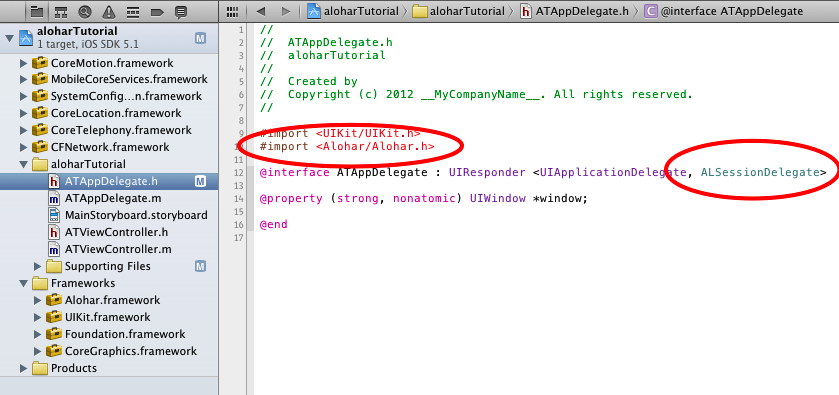 aloharTutorial
1 target, iOS SDK 5.1
M
CoreMotion.framework
MobileCoreServices.framework
SystemConfig...n.framework
CoreLocation.framework
CoreTelephony.framework
CFNetwork.framework
aloharTutorial
ATAppDelegate.h
M
ATAppDelegate.m
MainStoryboard.storyboard
ATViewController.h
ATViewController.m
Supporting Files
M
Frameworks
Alohar.framework
UIKit.framework
Foundation.framework
CoreGraphics.framework
Products
aloharTutorial aloharTutorial ATAppDelegate.h @interface ATAppDelegate
1 //
2 // ATAppDelegate.h
3 // aloharTutorial
4 //
5 // Created by
6 // Copyright (c) 2012 __MyCompanyName__. All rights reserved.
7 //
8
9 #import <UIKit/UIKit.h>
10 #import <Alohar/Alohar.h>
11
12 @interface ATAppDelegate : UIResponder <UIApplicationDelegate, ALSessionDelegate>
13
14 @property (strong, nonatomic) UIWindow *window;
15
16 @end
17